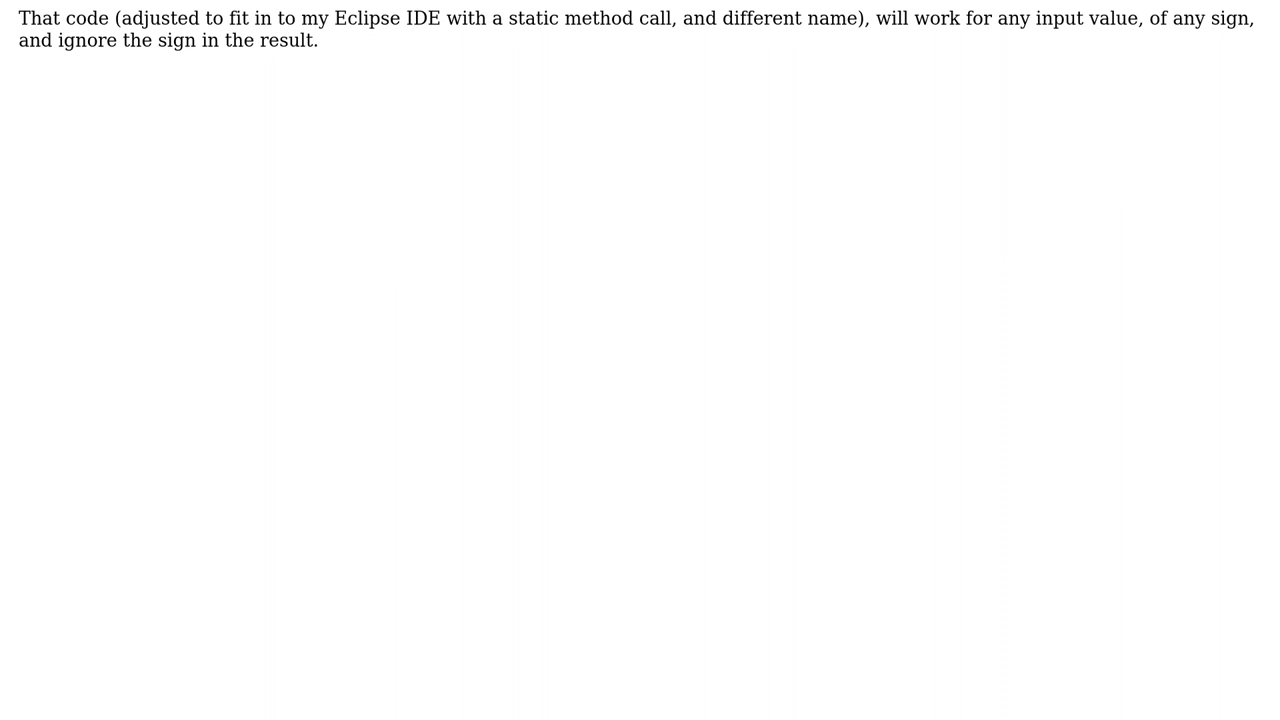 That code (adjusted to fit in to my Eclipse IDE with a static method call, and different name), will work for any input value, of any sign,
and ignore the sign in the result.